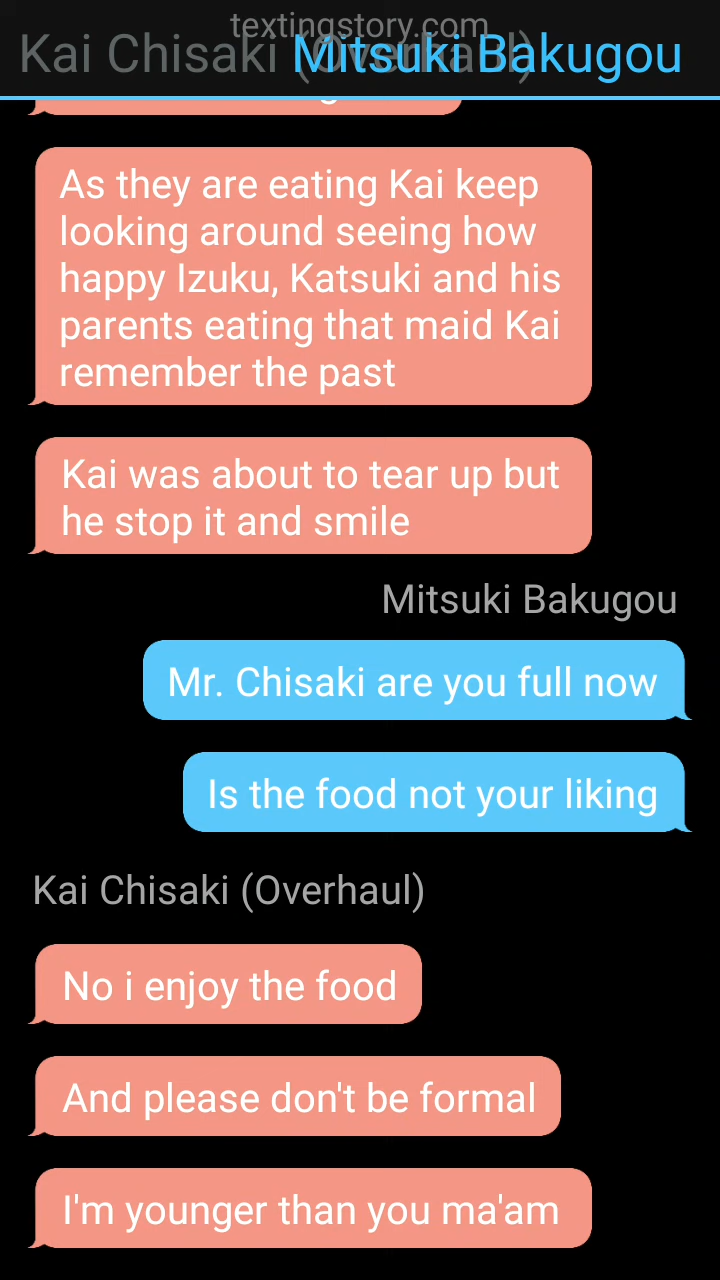 textingstory.com
Kai Chisaki (Overhaul)
Mitsuki Bakugou
As they are eating Kai keep
looking around seeing how
happy Izuku, Katsuki and his
parents eating that maid Kai
remember the past
Kai was about to tear up but
he stop it and smile
Mitsuki Bakugou
Mr. Chisaki are you full now
Is the food not your liking
Kai Chisaki (Overhaul)
No i enjoy the food
And please don't be formal
I'm younger than you ma'am